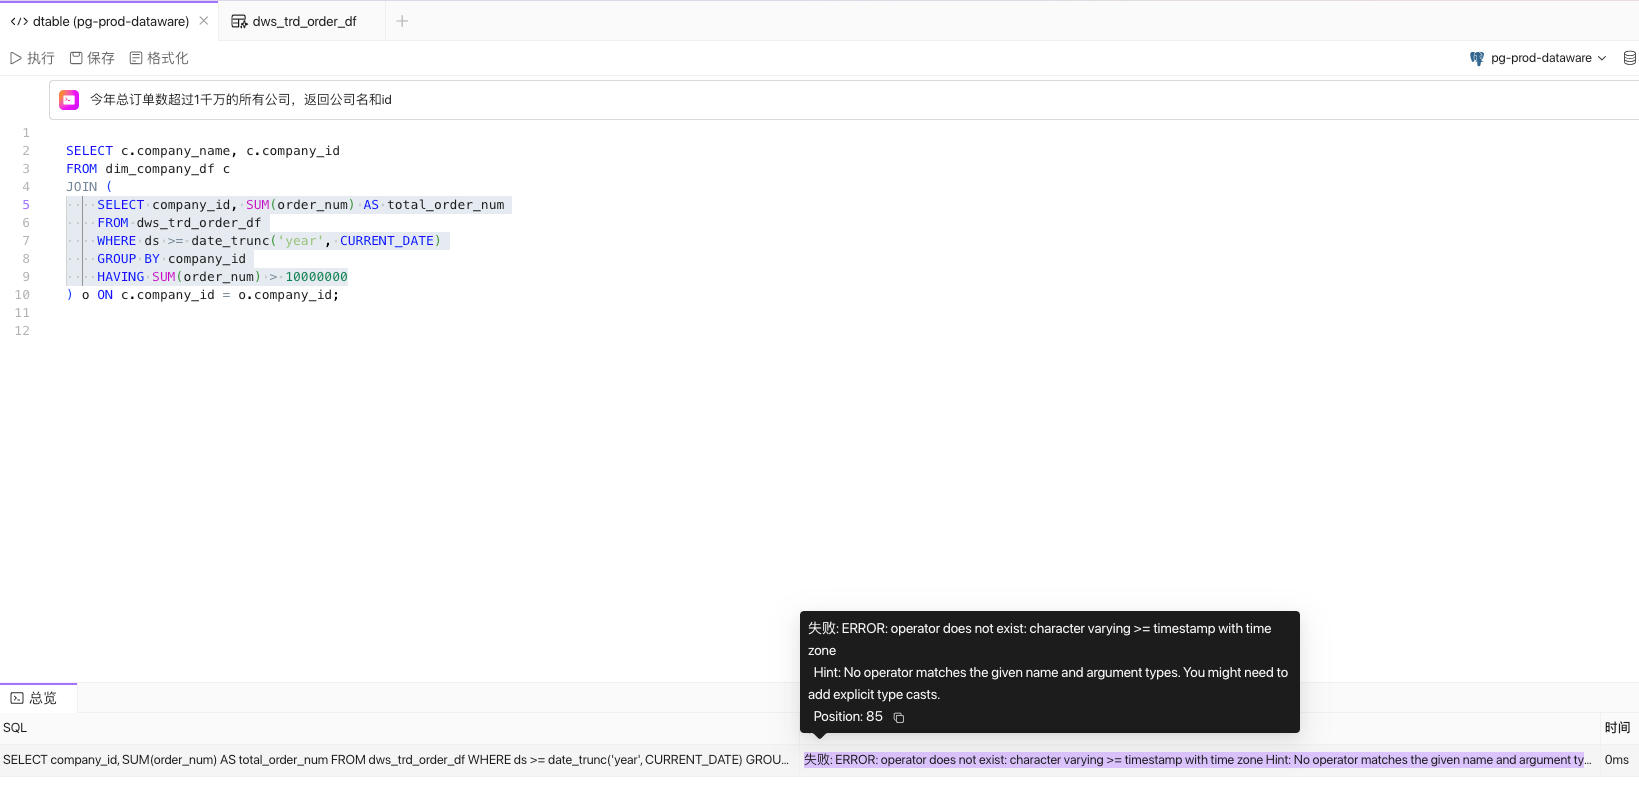 dtable (pg-prod-dataware)
dws_trd_order_df
执行 保存 格式化
pg-prod-dataware
今年总订单数超过1千万的所有公司，返回公司名和id
1
2 SELECT c.company_name, c.company_id
3 FROM dim_company_df c
4 JOIN (
5 SELECT company_id, SUM(order_num) AS total_order_num
6 FROM dws_trd_order_df
7 WHERE ds >= date_trunc('year', CURRENT_DATE)
8 GROUP BY company_id
9 HAVING SUM(order_num) > 10000000
10 ) o ON c.company_id = o.company_id;
11
12
失败: ERROR: operator does not exist: character varying >= timestamp with time
zone
Hint: No operator matches the given name and argument types. You might need to
add explicit type casts.
Position: 85
总览
SQL 时间
SELECT company_id, SUM(order_num) AS total_order_num FROM dws_trd_order_df WHERE ds >= date_trunc('year', CURRENT_DATE) GROU... 失败: ERROR: operator does not exist: character varying >= timestamp with time zone Hint: No operator matches the given name and argument ty... 0ms